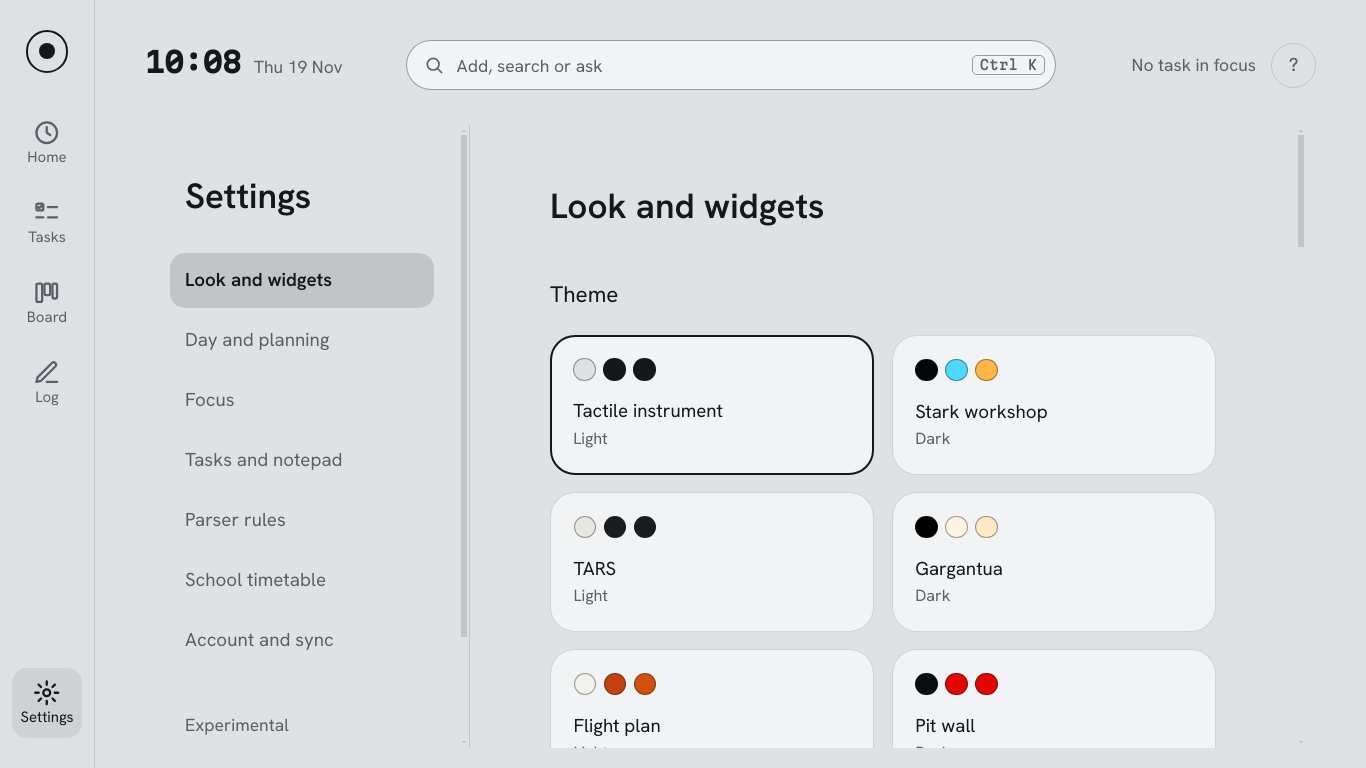 10:08 Thu 19 Nov
Add, search or ask
Ctrl K
No task in focus
?
Home
Tasks
Board
Log
Settings
Settings
Look and widgets
Day and planning
Focus
Tasks and notepad
Parser rules
School timetable
Account and sync
Experimental
Look and widgets
Theme
Tactile instrument
Light
Stark workshop
Dark
TARS
Light
Gargantua
Dark
Flight plan
Pit wall